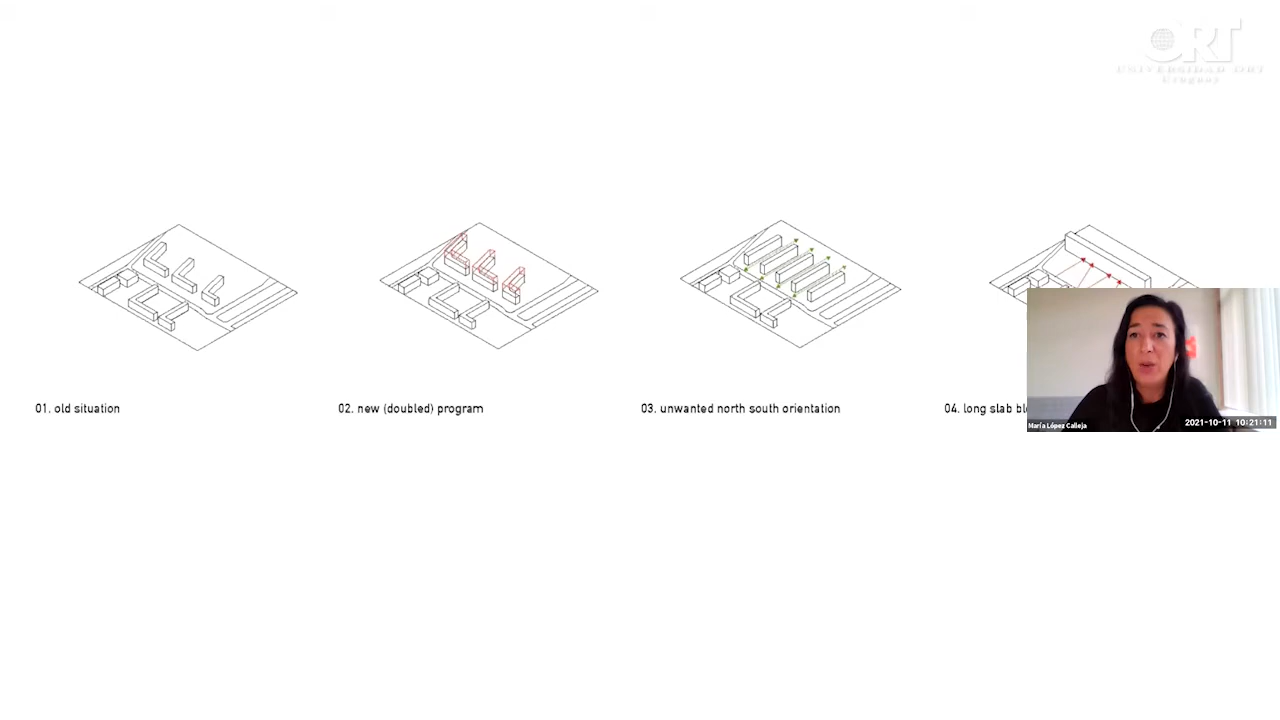 ORT
UNIVERSIDAD ORT
Uruguay
01. old situation
02. new (doubled) program
03. unwanted north south orientation
04. long slab
María López Calleja
2021-10-11 10:21:11